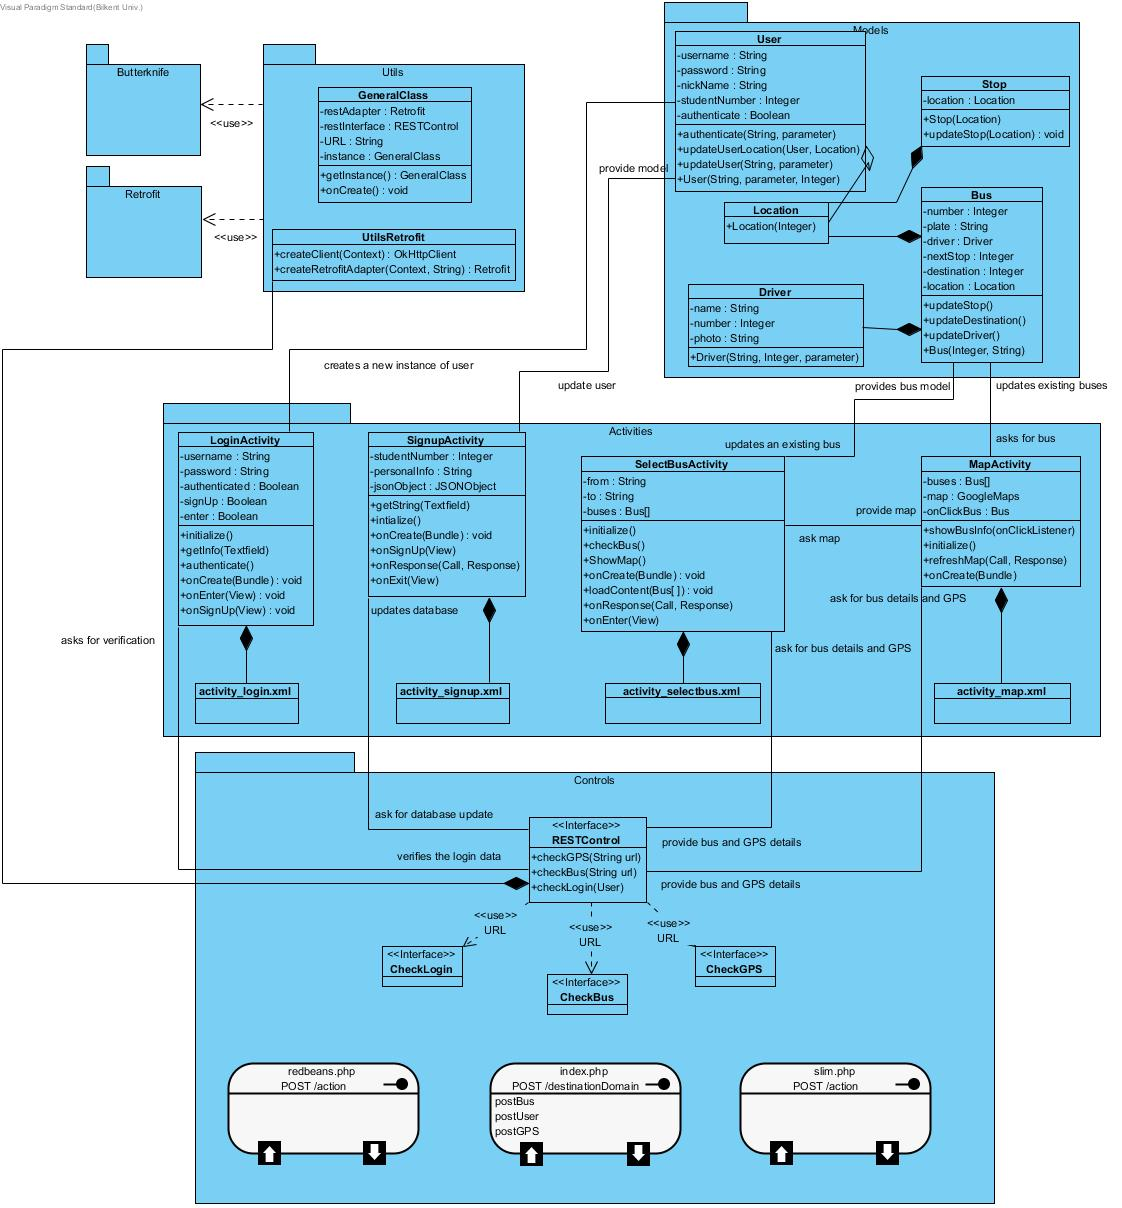 Visual Paradigm Standard(Bilkent Univ.)
Butterknife
<<use>>
Retrofit
<<use>>
Utils
GeneralClass
-restAdapter : Retrofit
-restInterface : RESTControl
-URL : String
-instance : GeneralClass
+getInstance() : GeneralClass
+onCreate() : void
UtilsRetrofit
+createClient(Context) : OkHttpClient
+createRetrofitAdapter(Context, String) : Retrofit
Models
User
-username : String
-password : String
-nickName : String
-studentNumber : Integer
-authenticate : Boolean
+authenticate(String, parameter)
+updateUserLocation(User, Location)
+updateUser(String, parameter)
+User(String, parameter, Integer)
Stop
-location : Location
+Stop(Location)
+updateStop(Location) : void
Location
+Location(Integer)
Bus
-number : Integer
-plate : String
-driver : Driver
-nextStop : Integer
-destination : Integer
-location : Location
+updateStop()
+updateDestination()
+updateDriver()
+Bus(Integer, String)
Driver
-name : String
-number : Integer
-photo : String
+Driver(String, Integer, parameter)
provide model
creates a new instance of user
update user
provides bus model
updates existing buses
Activities
updates an existing bus
asks for bus
LoginActivity
-username : String
-password : String
-authenticated : Boolean
-signUp : Boolean
-enter : Boolean
+initialize()
+getInfo(Textfield)
+authenticate()
+onCreate(Bundle) : void
+onEnter(View) : void
+onSignUp(View) : void
SignupActivity
-studentNumber : Integer
-personalInfo : String
-jsonObject : JSONObject
+getString(Textfield)
+intialize()
+onCreate(Bundle) : void
+onSignUp(View)
+onResponse(Call, Response)
+onExit(View)
SelectBusActivity
-from : String
-to : String
-buses : Bus[]
+initialize()
+checkBus()
+ShowMap()
+onCreate(Bundle) : void
+loadContent(Bus[ ]) : void
+onResponse(Call, Response)
+onEnter(View)
MapActivity
-buses : Bus[]
-map : GoogleMaps
-onClickBus : Bus
+showBusInfo(onClickListener)
+initialize()
+refreshMap(Call, Response)
+onCreate(Bundle)
provide map
ask map
ask for bus details and GPS
updates database
asks for verification
ask for bus details and GPS
activity_login.xml
activity_signup.xml
activity_selectbus.xml
activity_map.xml
Controls
ask for database update
verifies the login data
<<Interface>>
RESTControl
+checkGPS(String url)
+checkBus(String url)
+checkLogin(User)
provide bus and GPS details
provide bus and GPS details
<<use>>
URL
<<use>>
URL
<<use>>
URL
<<Interface>>
CheckLogin
<<Interface>>
CheckBus
<<Interface>>
CheckGPS
redbeans.php
POST /action
index.php
POST /destinationDomain
postBus
postUser
postGPS
slim.php
POST /action